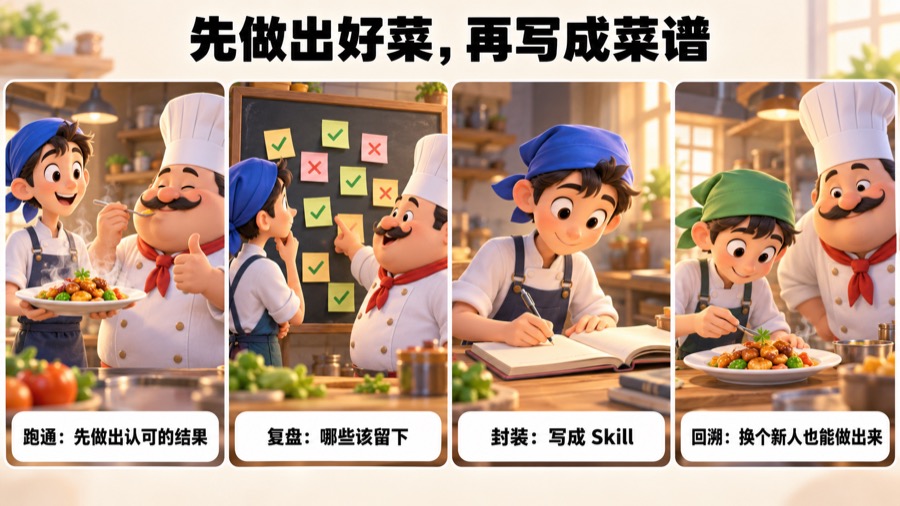 先做出好菜，再写成菜谱
跑通：先做出认可的结果
复盘：哪些该留下
封装：写成 Skill
回溯：换个新人也能做出来